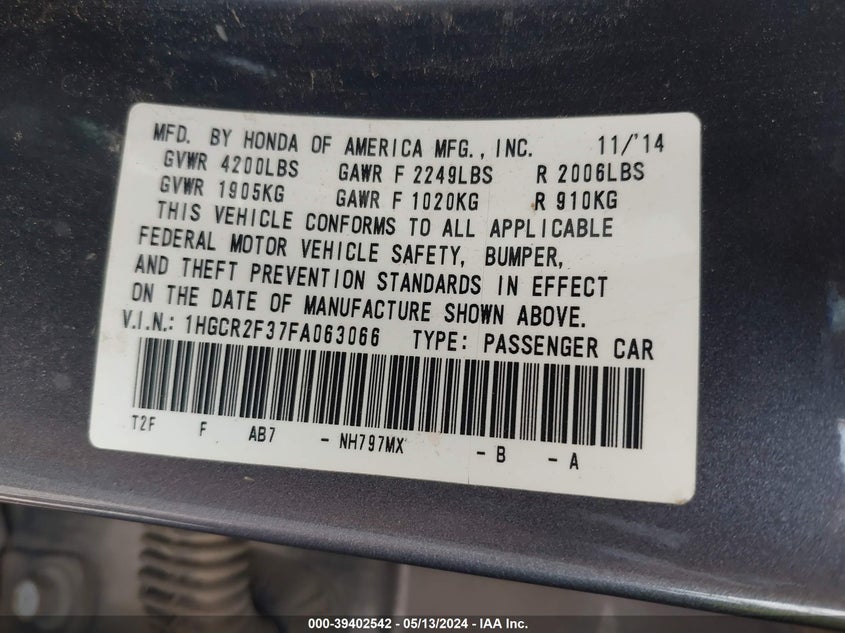 MFD. BY HONDA OF AMERICA MFG., INC. 11/'14
GVWR 4200LBS GAWR F 2249LBS R 2006LBS
GVWR 1905KG GAWR F 1020KG R 910KG
THIS VEHICLE CONFORMS TO ALL APPLICABLE
FEDERAL MOTOR VEHICLE SAFETY, BUMPER,
AND THEFT PREVENTION STANDARDS IN EFFECT
ON THE DATE OF MANUFACTURE SHOWN ABOVE.
V.I.N.: 1HGCR2F37FA063066 TYPE: PASSENGER CAR
T2F F AB7 - NH797MX - B - A
000-39402542 - 05/13/2024 - IAA Inc.